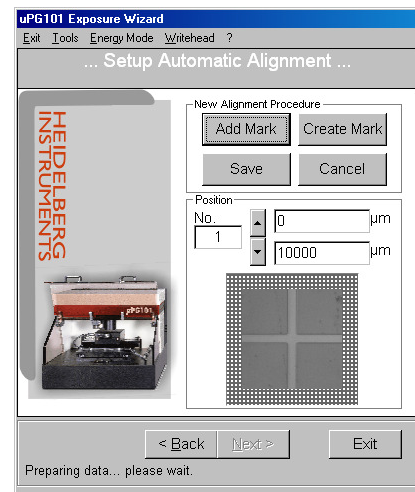 uPG101 Exposure Wizard
Exit Tools Energy Mode Writehead ?
... Setup Automatic Alignment ...
HEIDELBERG
INSTRUMENTS
µPG101
New Alignment Procedure
Add Mark Create Mark
Save Cancel
Position
No. 0 µm
1
10000 µm
< Back Next > Exit
Preparing data... please wait.